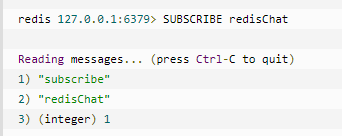 redis 127.0.0.1:6379> SUBSCRIBE redisChat
Reading messages... (press Ctrl-C to quit)
1) "subscribe"
2) "redisChat"
3) (integer) 1